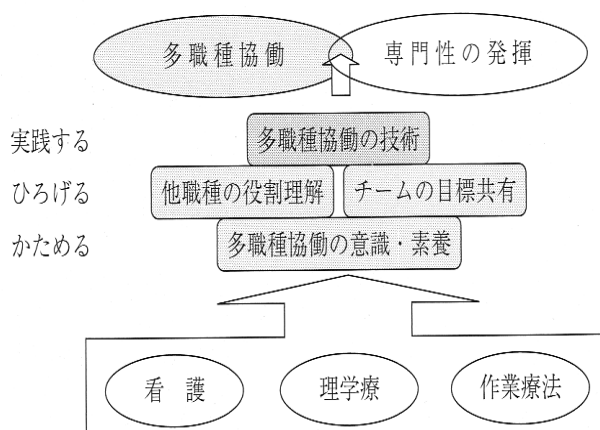 多職種協働 専門性の発揮
実践する 多職種協働の技術
ひろげる 他職種の役割理解 チームの目標共有
かためる 多職種協働の意識・素養
看護 理学療 作業療法